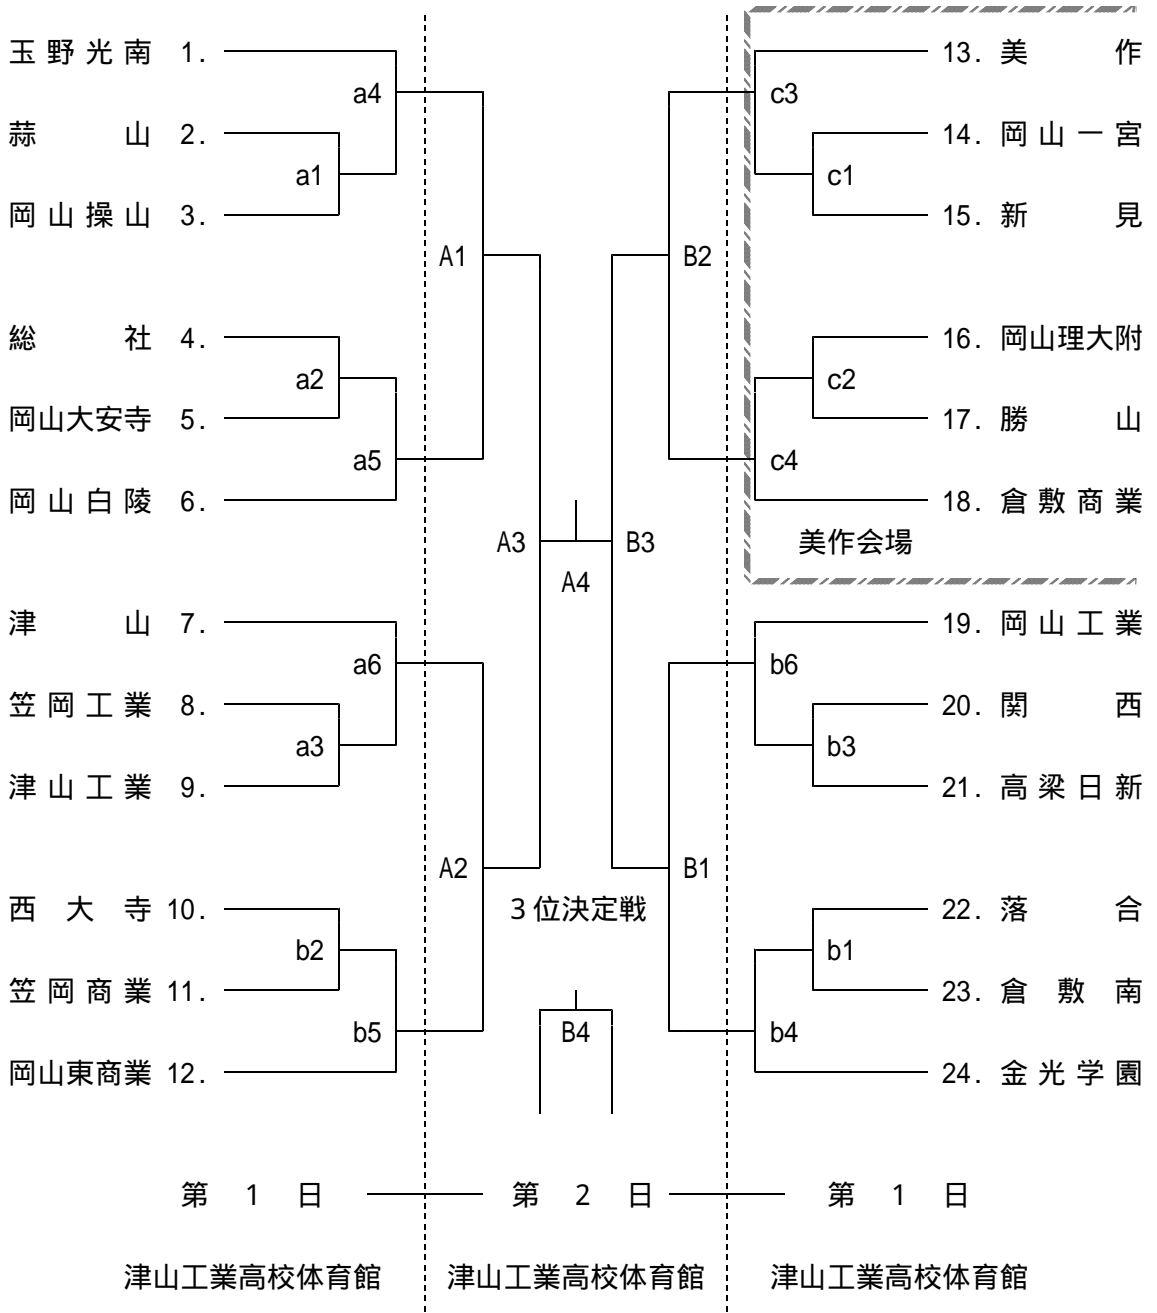 玉野光南 1.
a4
蒜山 2.
a1
岡山操山 3.
A1
総社 4.
a2
岡山大安寺 5.
a5
岡山白陵 6.
A3
津山 7.
a6
笠岡工業 8.
a3
津山工業 9.
A2
西大寺 10.
b2
笠岡商業 11.
b5
岡山東商業 12.
A4
3位決定戦
B4
13. 美作
c3
14. 岡山一宮
c1
15. 新見
B2
16. 岡山理大附
c2
17. 勝山
c4
18. 倉敷商業
美作会場
B3
19. 岡山工業
b6
20. 関西
b3
21. 高梁日新
B1
22. 落合
b1
23. 倉敷南
b4
24. 金光学園
第1日 第2日 第1日
津山工業高校体育館 津山工業高校体育館 津山工業高校体育館